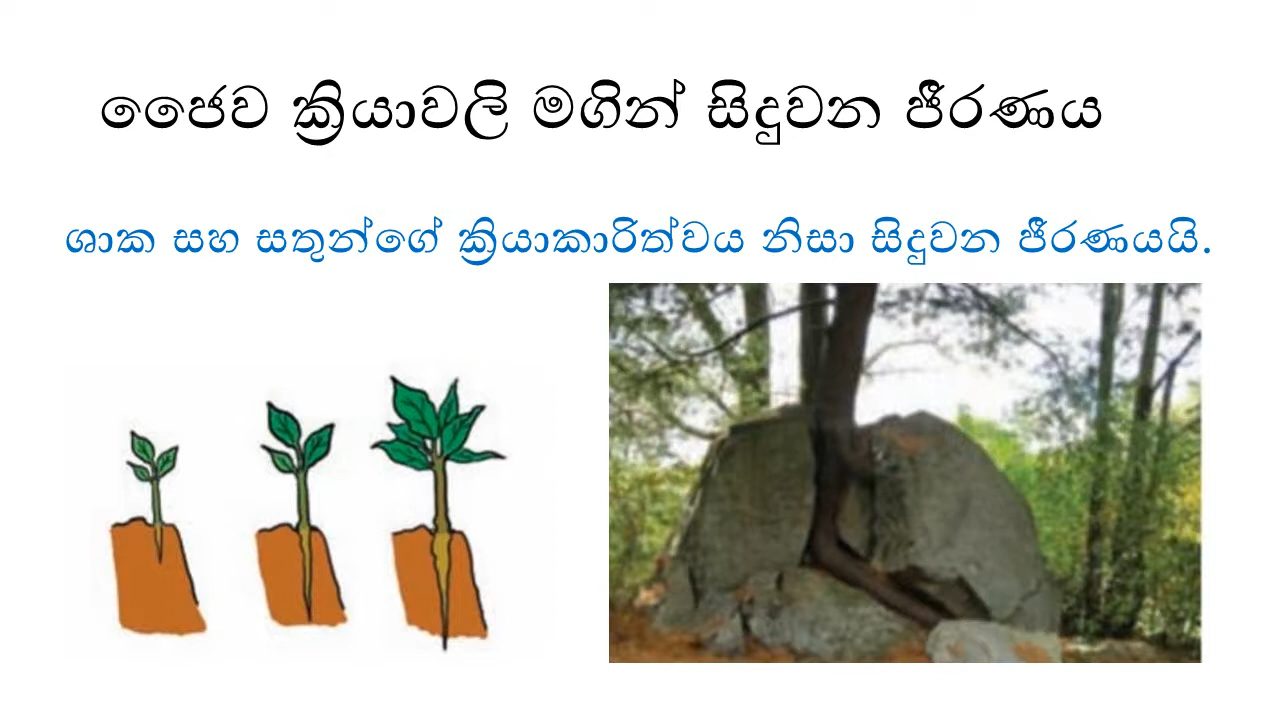 ජෛව ක්‍රියාවලි මගින් සිදුවන ජීරණය
ශාක සහ සතුන්ගේ ක්‍රියාකාරිත්වය නිසා සිදුවන ජීරණයයි.